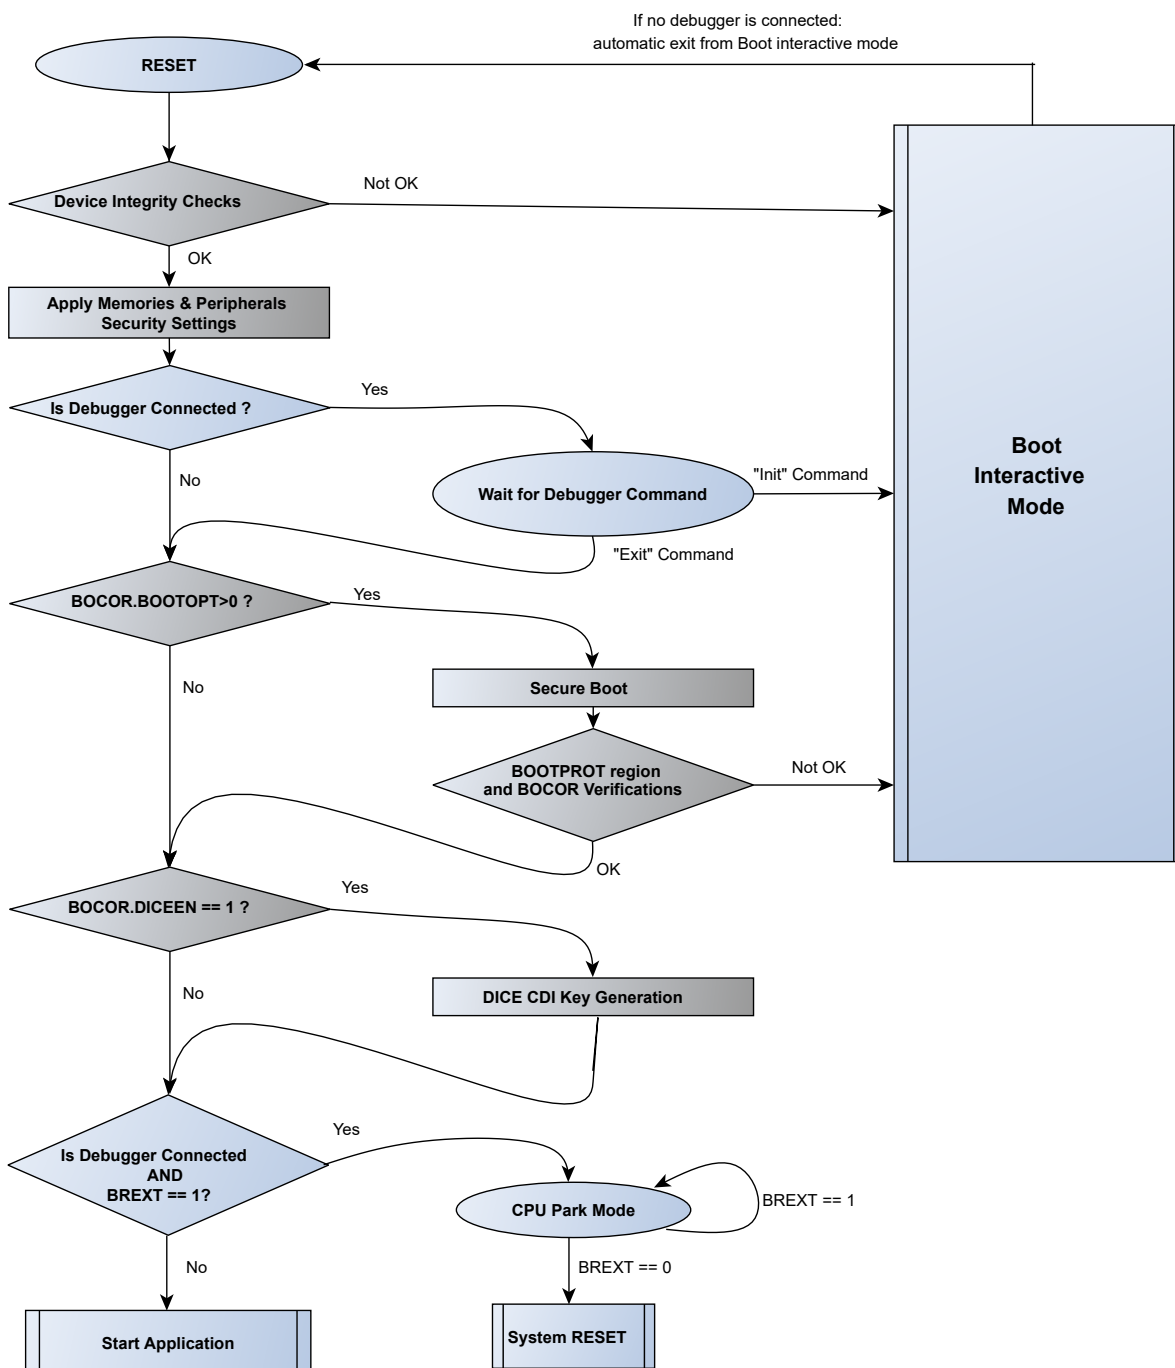 If no debugger is connected:
automatic exit from Boot interactive mode
RESET
Device Integrity Checks
Not OK
OK
Apply Memories & Peripherals
Security Settings
Is Debugger Connected ?
Yes
No
Wait for Debugger Command
"Init" Command
"Exit" Command
Boot
Interactive
Mode
BOCOR.BOOTOPT>0 ?
Yes
No
Secure Boot
BOOTPROT region
and BOCOR Verifications
Not OK
OK
BOCOR.DICEEN == 1 ?
Yes
No
DICE CDI Key Generation
Is Debugger Connected
AND
BREXT == 1?
Yes
No
CPU Park Mode
BREXT == 1
BREXT == 0
Start Application
System RESET